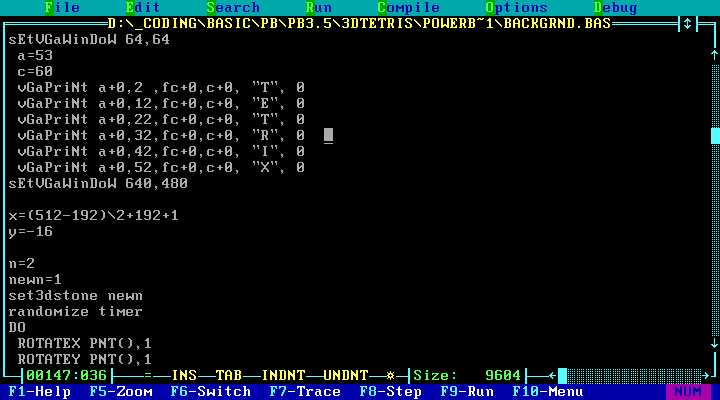 File Edit Search Run Compile Options Debug
D:\_CODING\BASIC\PB\PB3.5\3DTETRIS\POWERB~1\BACKGRND.BAS
sEtVGaWinDoW 64,64
a=53
c=60
vGaPriNt a+0,2 ,fc+0,c+0, "T", 0
vGaPriNt a+0,12,fc+0,c+0, "E", 0
vGaPriNt a+0,22,fc+0,c+0, "T", 0
vGaPriNt a+0,32,fc+0,c+0, "R", 0
vGaPriNt a+0,42,fc+0,c+0, "I", 0
vGaPriNt a+0,52,fc+0,c+0, "X", 0
sEtVGaWinDoW 640,480
x=(512-192)\2+192+1
y=-16
n=2
newn=1
set3dstone newn
randomize timer
DO
ROTATEX PNT(),1
ROTATEY PNT(),1
00147:036 = INS TAB INDNT UNDNT ☼ Size: 9604
F1-Help F5-Zoom F6-Switch F7-Trace F8-Step F9-Run F10-Menu NUM